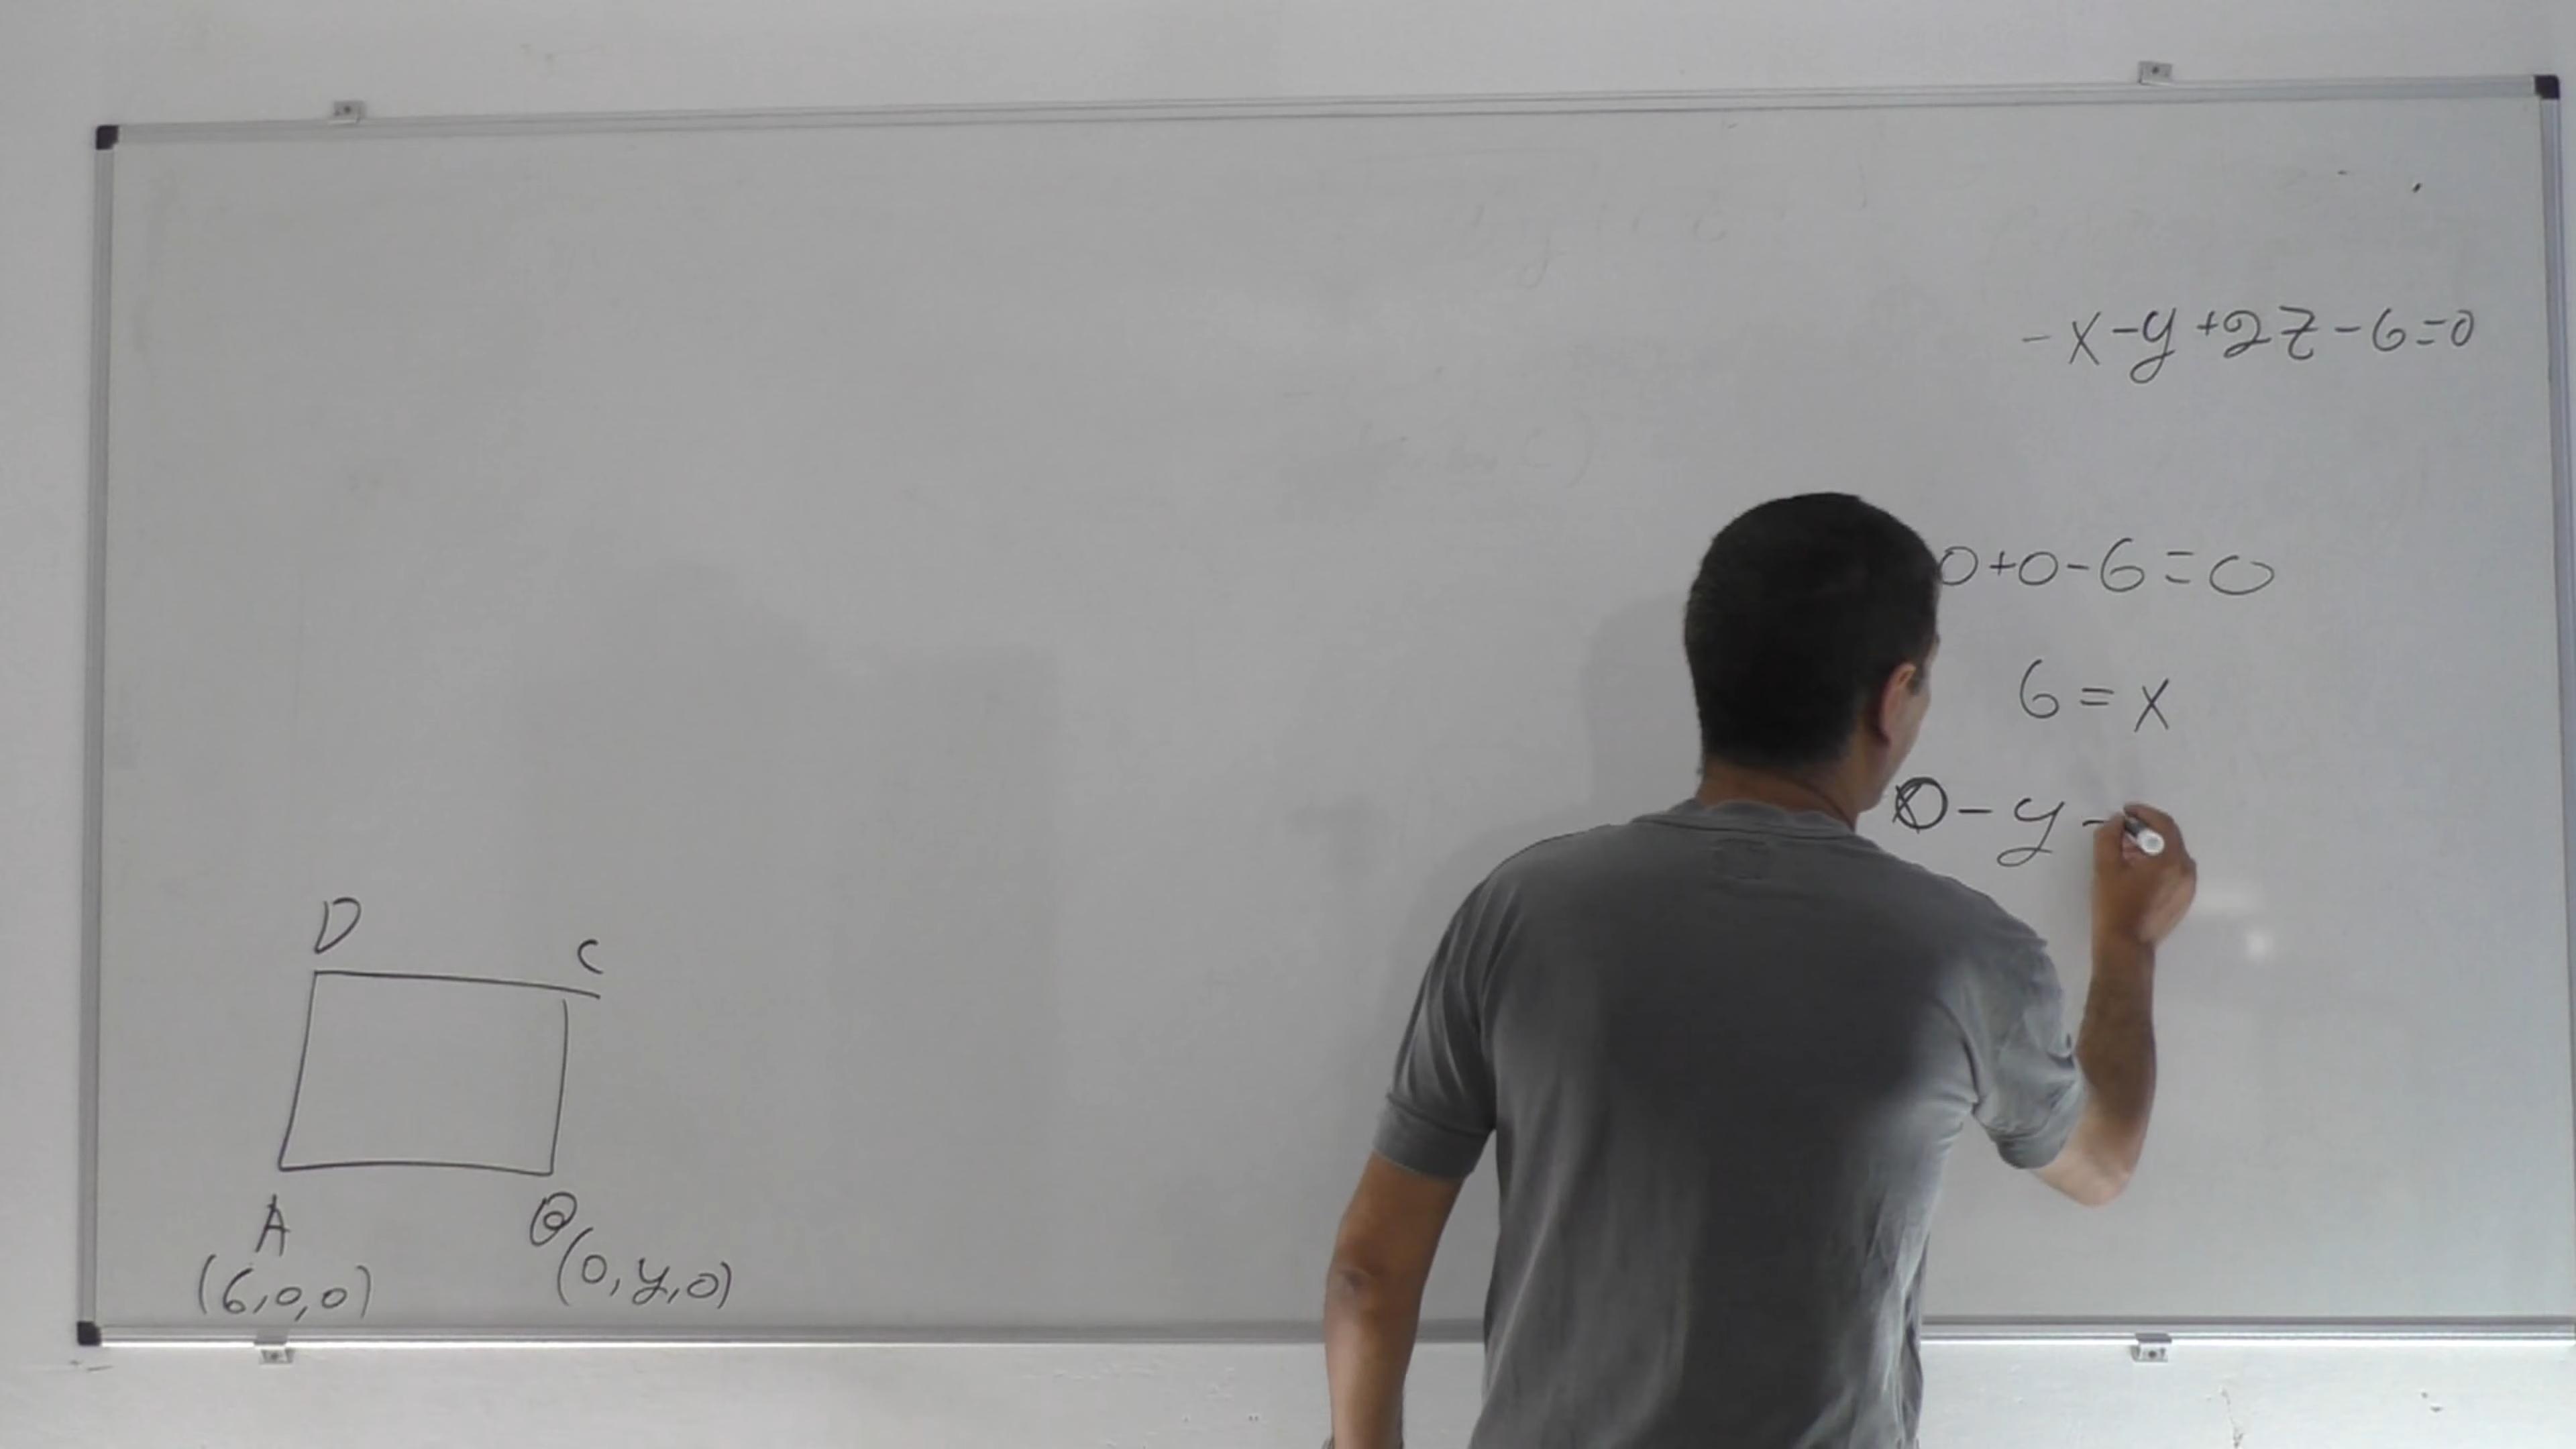 -x-y+2z-6=0
0+0-6=0
6=x
0-y-
D C
A B
(6,0,0) (0,y,0)